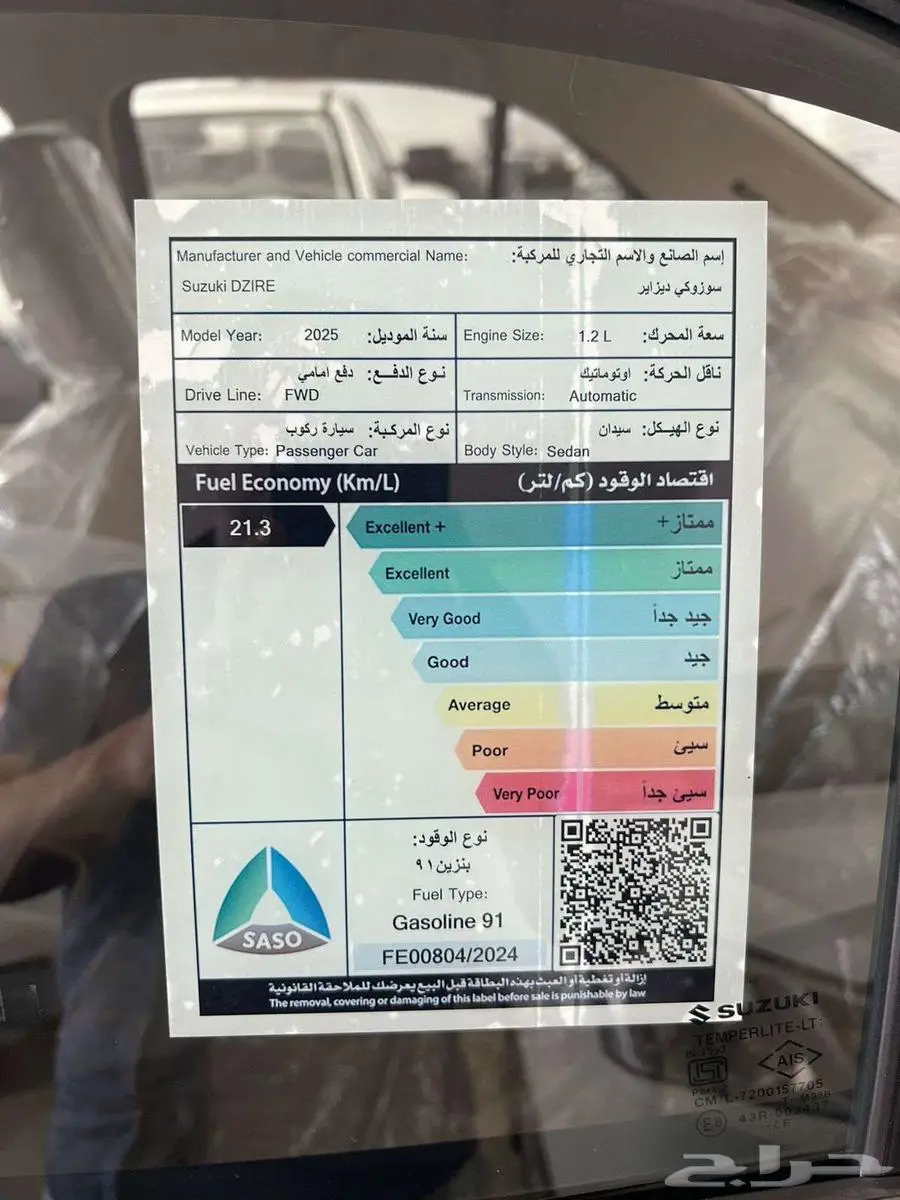 Manufacturer and Vehicle commercial Name: إسم الصانع والاسم التجاري للمركبة:
Suzuki DZIRE سوزوكي ديزاير
Model Year: 2025 سنة الموديل:
Engine Size: 1.2 L سعة المحرك:
نوع الدفع: دفع امامي
Drive Line: FWD
ناقل الحركة: اوتوماتيك
Transmission: Automatic
نوع المركبة: سيارة ركوب
Vehicle Type: Passenger Car
نوع الهيكل: سيدان
Body Style: Sedan
Fuel Economy (Km/L) اقتصاد الوقود (كم/لتر)
21.3
Excellent + ممتاز+
Excellent ممتاز
Very Good جيد جداً
Good جيد
Average متوسط
Poor سيئ
Very Poor سيئ جداً
SASO
نوع الوقود:
بنزين ٩١
Fuel Type:
Gasoline 91
FE00804/2024
إزالة أو تغطية أو العبث بهذه البطاقة قبل البيع يعرضك للملاحقة القانونية
The removal, covering or damaging of this label before sale is punishable by law
SUZUKI
TEMPERLITE-LT
AIS
ISI
CM/L-7200157705
E8
حراج